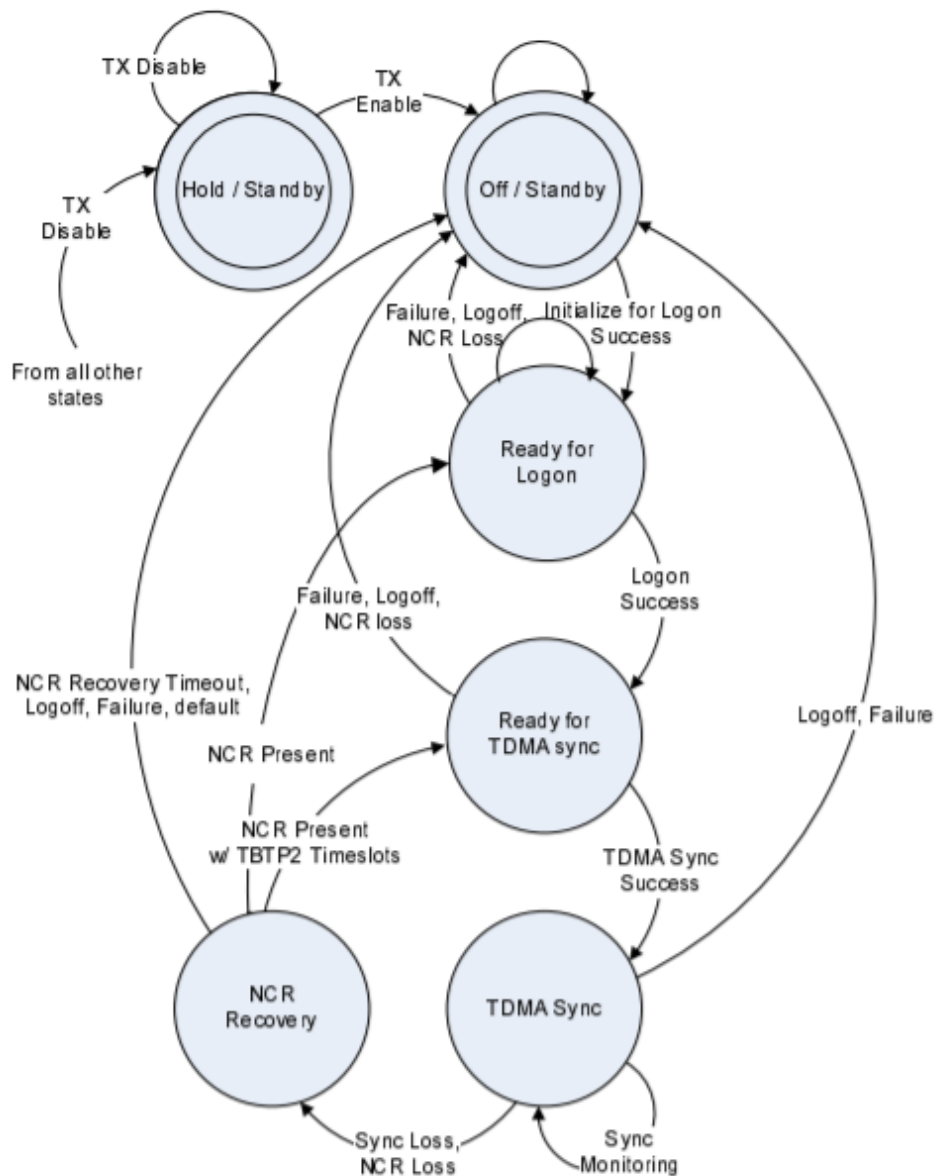 TX Disable
TX
Enable
Hold / Standby
Off / Standby
TX
Disable
Failure, Logoff,
NCR Loss
Initialize for Logon
Success
From all other
states
Ready for
Logon
Logon
Success
Failure, Logoff,
NCR loss
NCR Recovery Timeout,
Logoff, Failure, default
Ready for
TDMA sync
Logoff, Failure
NCR Present
NCR Present
w/ TBTP2 Timeslots
TDMA Sync
Success
NCR
Recovery
TDMA Sync
Sync Loss,
NCR Loss
Sync
Monitoring